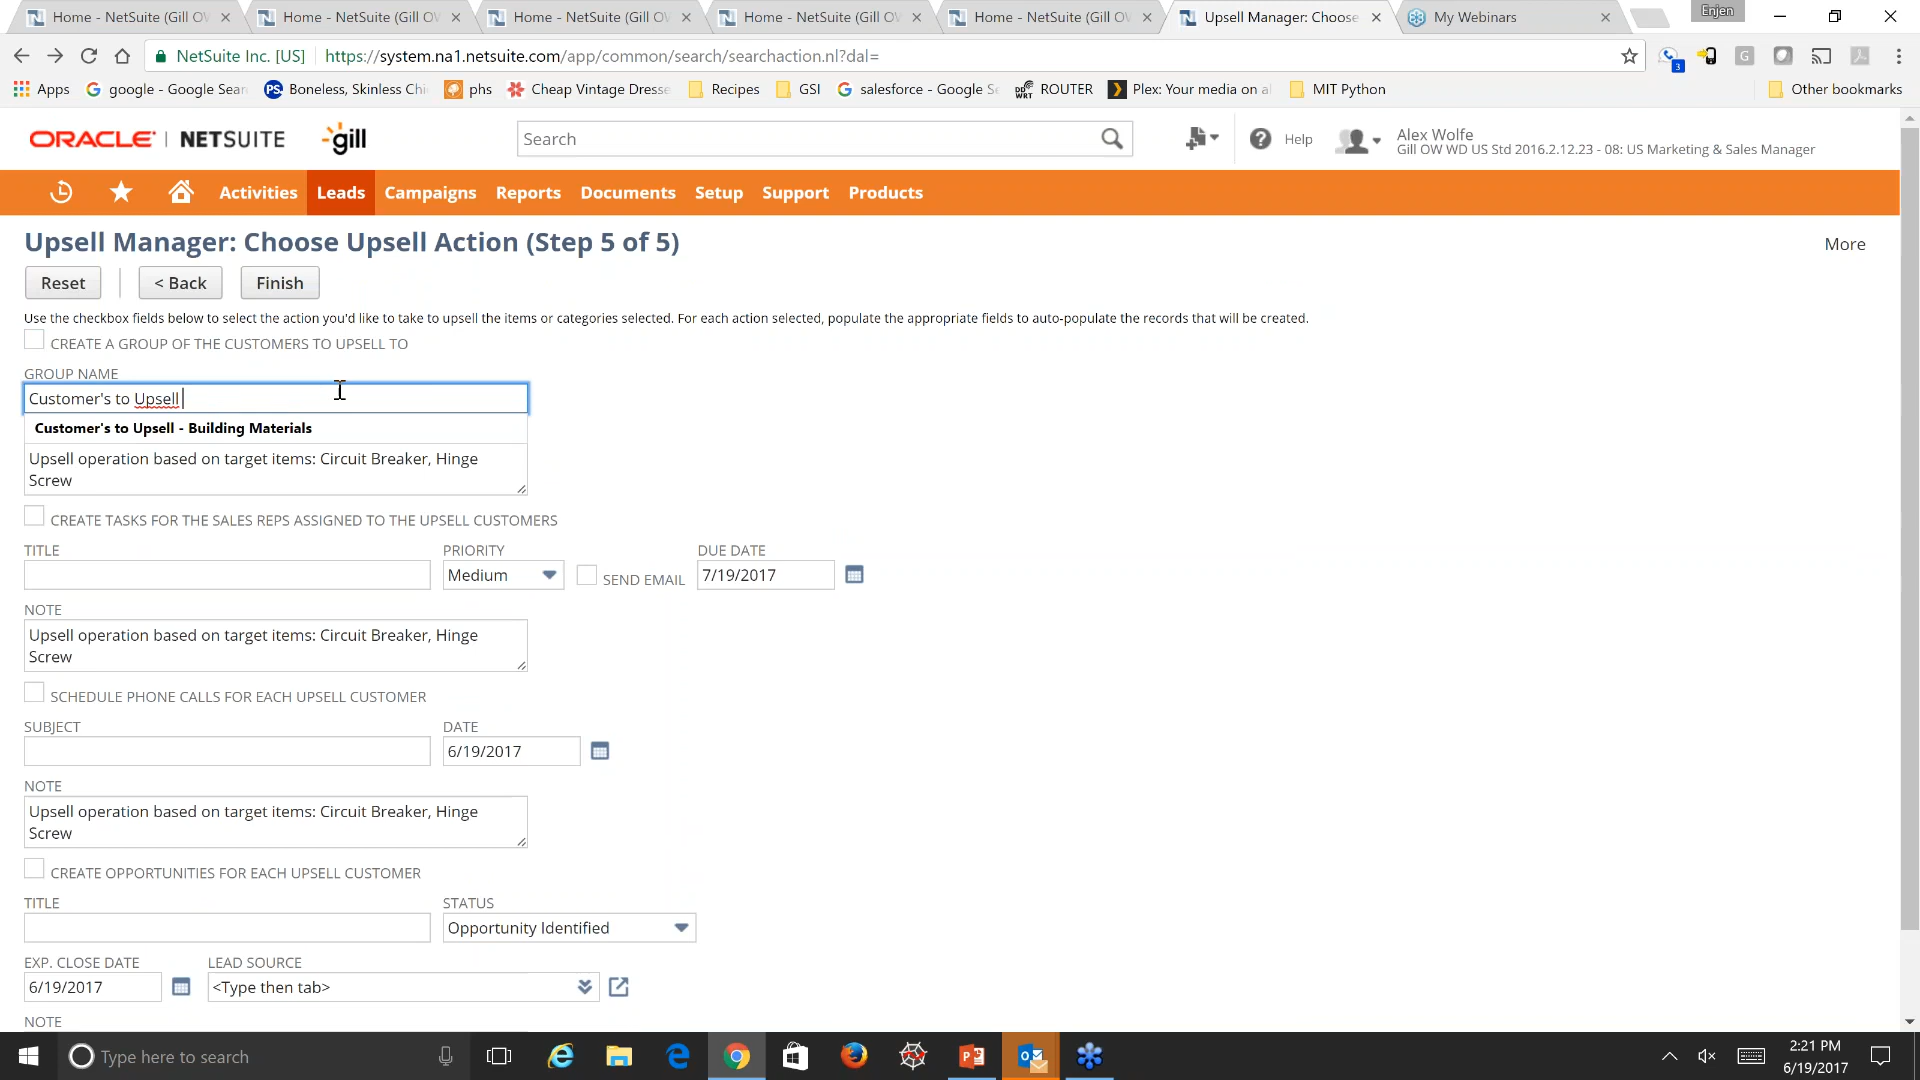 Home - NetSuite (Gill OW
Home - NetSuite (Gill OW
Home - NetSuite (Gill OW
Home - NetSuite (Gill OW
Home - NetSuite (Gill OW
Upsell Manager: Choose
My Webinars
Enjen
NetSuite Inc. [US]
https://system.na1.netsuite.com/app/common/search/searchaction.nl?dal=
3
Apps
google - Google Sear
Boneless, Skinless Chi
phs
Cheap Vintage Dresse
Recipes
GSI
salesforce - Google S
ROUTER
Plex: Your media on a
MIT Python
Other bookmarks
ORACLE | NETSUITE
gill
Search
Help
Alex Wolfe
Gill OW WD US Std 2016.2.12.23 - 08: US Marketing & Sales Manager
Activities Leads Campaigns Reports Documents Setup Support Products
Upsell Manager: Choose Upsell Action (Step 5 of 5)
More
Reset
< Back
Finish
Use the checkbox fields below to select the action you'd like to take to upsell the items or categories selected. For each action selected, populate the appropriate fields to auto-populate the records that will be created.
CREATE A GROUP OF THE CUSTOMERS TO UPSELL TO
GROUP NAME
Customer's to Upsell
Customer's to Upsell - Building Materials
Upsell operation based on target items: Circuit Breaker, Hinge
Screw
CREATE TASKS FOR THE SALES REPS ASSIGNED TO THE UPSELL CUSTOMERS
TITLE
PRIORITY
DUE DATE
Medium
SEND EMAIL
7/19/2017
NOTE
Upsell operation based on target items: Circuit Breaker, Hinge
Screw
SCHEDULE PHONE CALLS FOR EACH UPSELL CUSTOMER
SUBJECT
DATE
6/19/2017
NOTE
Upsell operation based on target items: Circuit Breaker, Hinge
Screw
CREATE OPPORTUNITIES FOR EACH UPSELL CUSTOMER
TITLE
STATUS
Opportunity Identified
EXP. CLOSE DATE
LEAD SOURCE
6/19/2017
<Type then tab>
NOTE
Type here to search
2:21 PM
6/19/2017